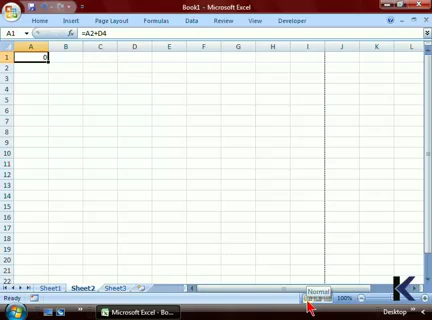 Book1 - Microsoft Excel
Home Insert Page Layout Formulas Data Review View Developer
A1 =A2+D4
A B C D E F G H I J K L
1 0
2
3
4
5
6
7
8
9
10
11
12
13
14
15
16
17
18
19
20
21
22
Sheet1 Sheet2 Sheet3
Normal
Ready 100%
K
Microsoft Excel - Bo... Desktop